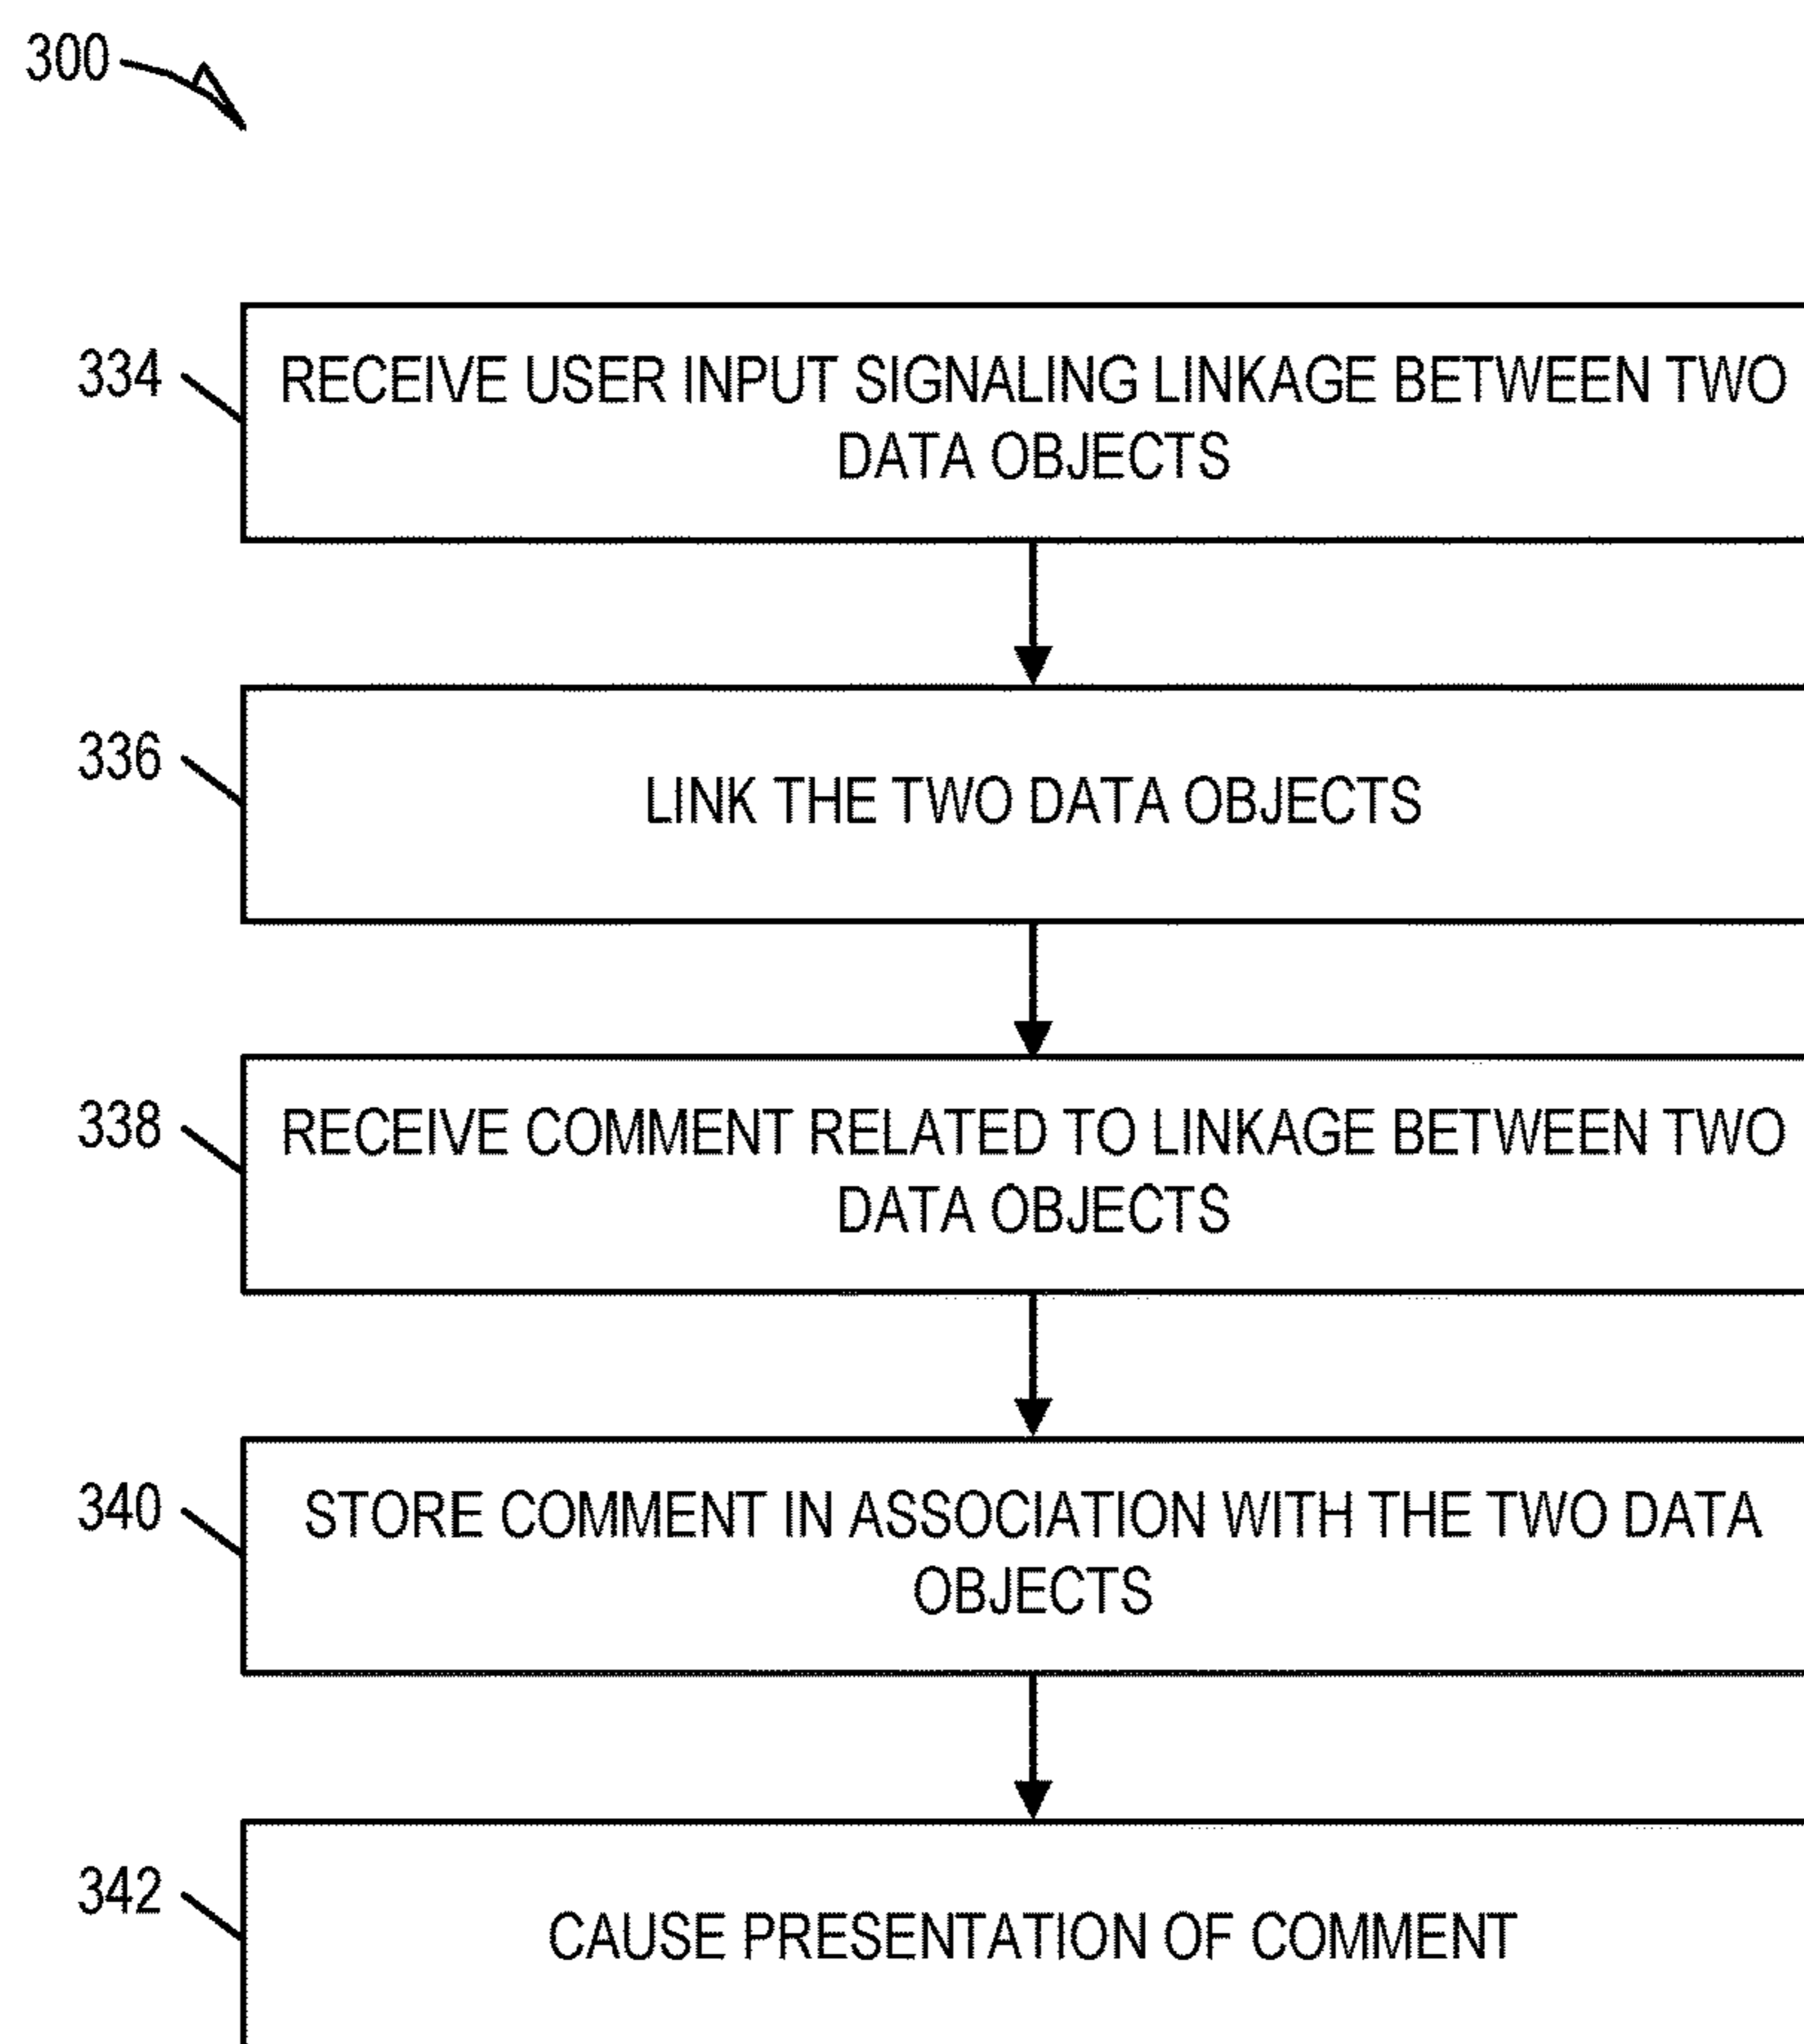 300
334
RECEIVE USER INPUT SIGNALING LINKAGE BETWEEN TWO
DATA OBJECTS
336
LINK THE TWO DATA OBJECTS
338
RECEIVE COMMENT RELATED TO LINKAGE BETWEEN TWO
DATA OBJECTS
340
STORE COMMENT IN ASSOCIATION WITH THE TWO DATA
OBJECTS
342
CAUSE PRESENTATION OF COMMENT